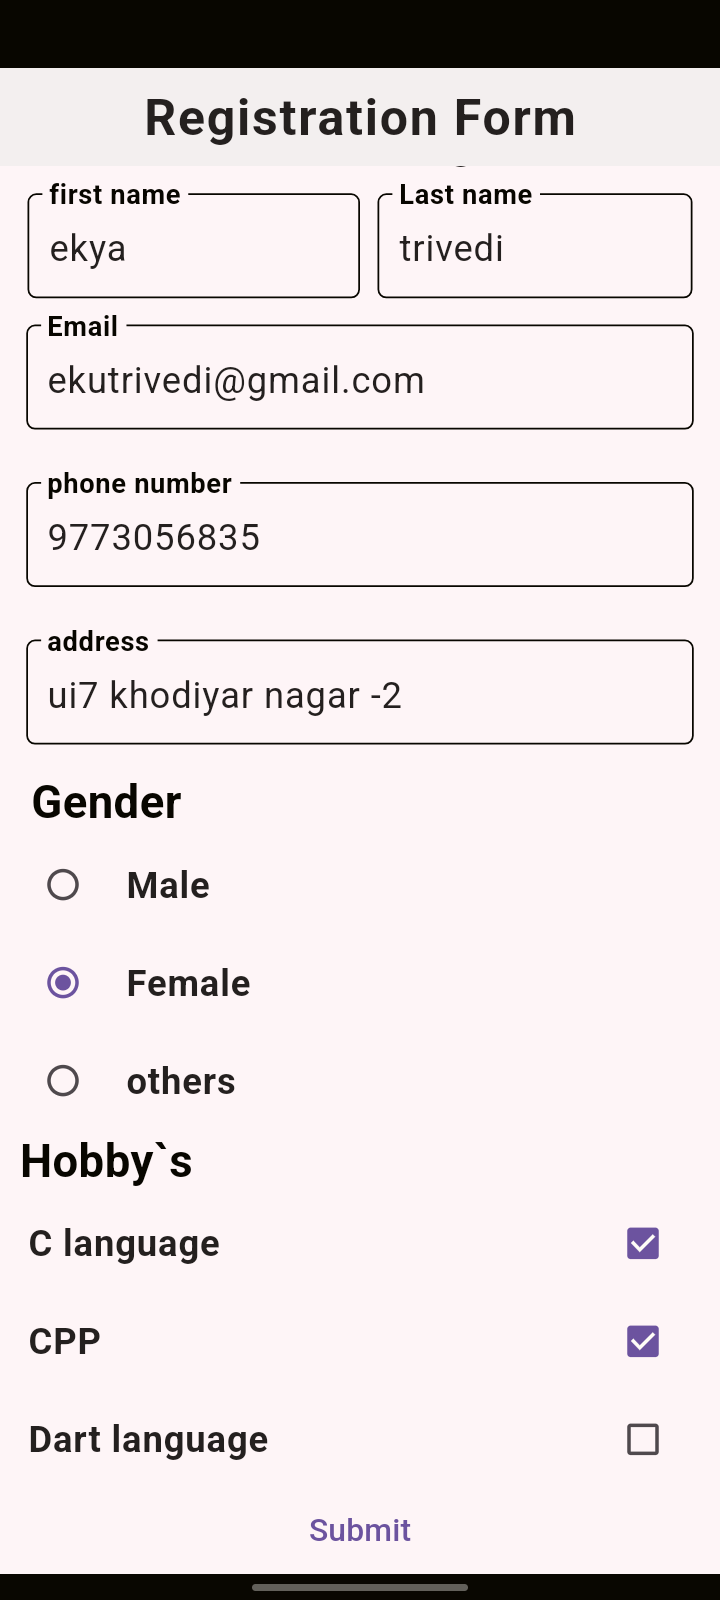 Registration Form
first name
Last name
ekya
trivedi
Email
ekutrivedi@gmail.com
phone number
9773056835
address
ui7 khodiyar nagar -2
Gender
Male
Female
others
Hobby`s
C language
CPP
Dart language
Submit